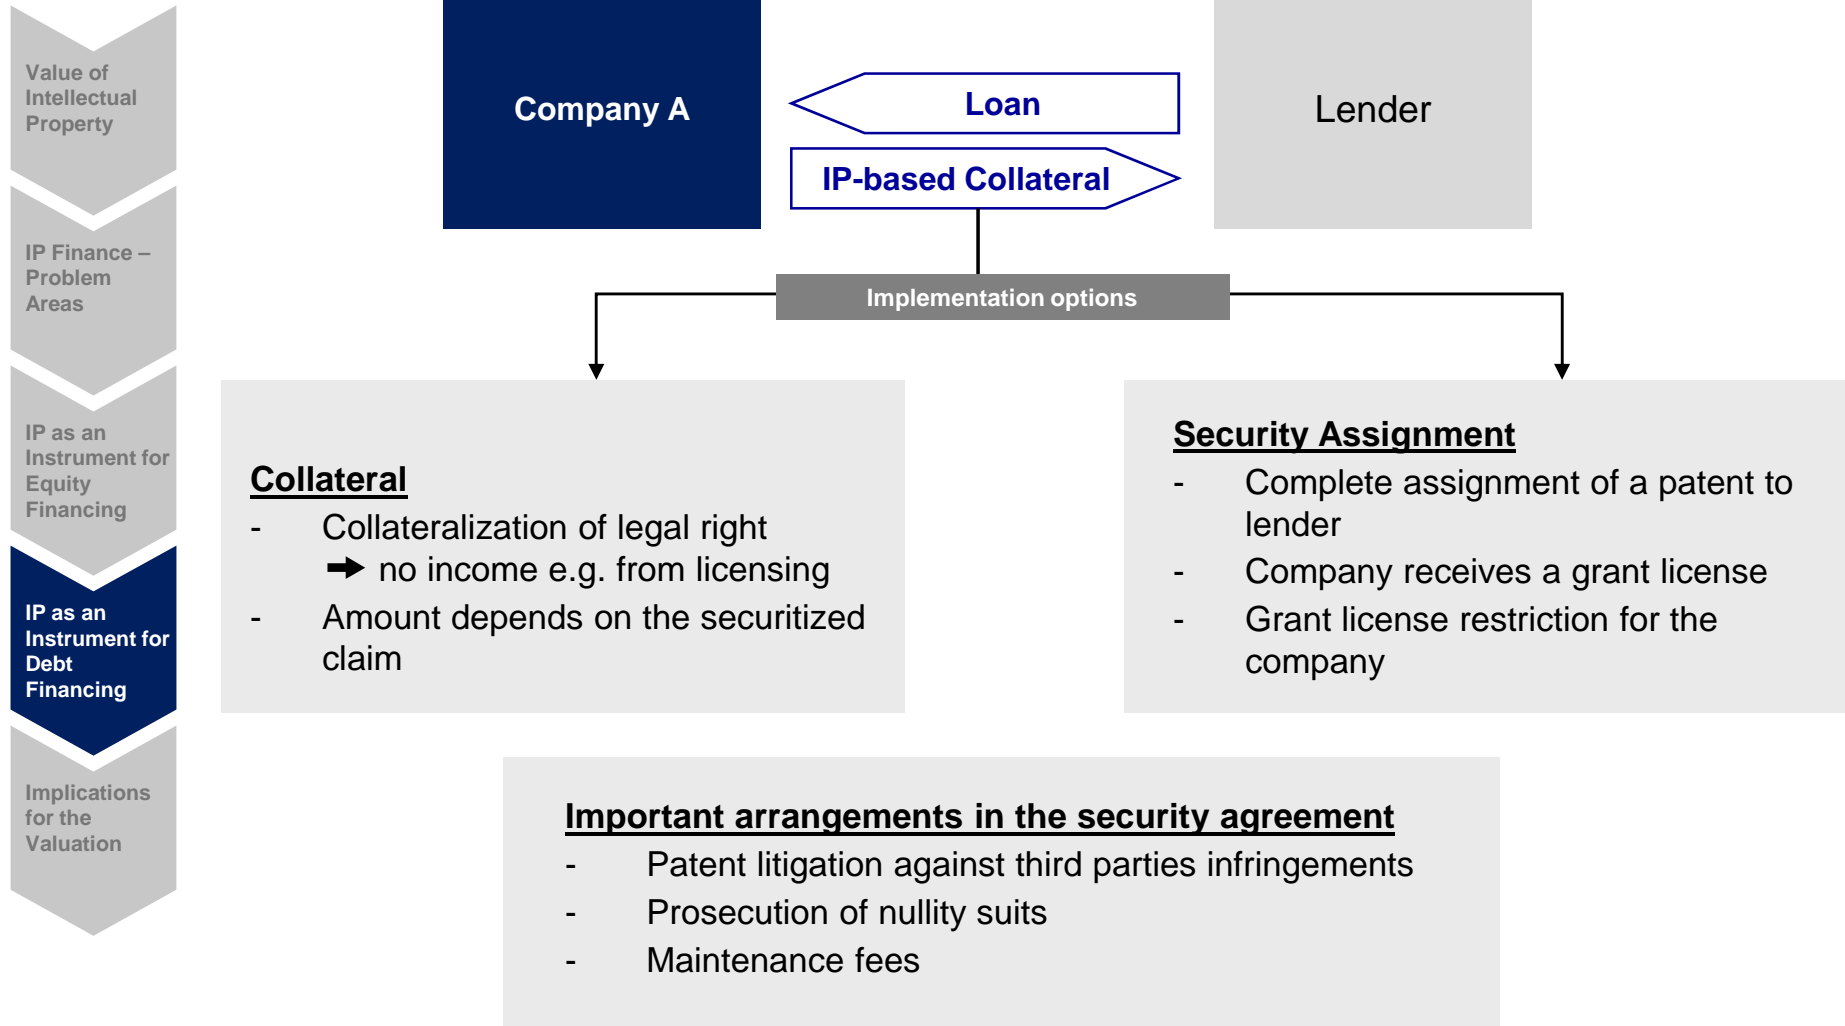 Value of
Intellectual
Property
IP Finance –
Problem
Areas
IP as an
Instrument for
Equity
Financing
IP as an
Instrument for
Debt
Financing
Implications
for the
Valuation
Company A
Loan
IP-based Collateral
Lender
Implementation options
Collateral
- Collateralization of legal right
➡ no income e.g. from licensing
- Amount depends on the securitized
claim
Security Assignment
- Complete assignment of a patent to
lender
- Company receives a grant license
- Grant license restriction for the
company
Important arrangements in the security agreement
- Patent litigation against third parties infringements
- Prosecution of nullity suits
- Maintenance fees